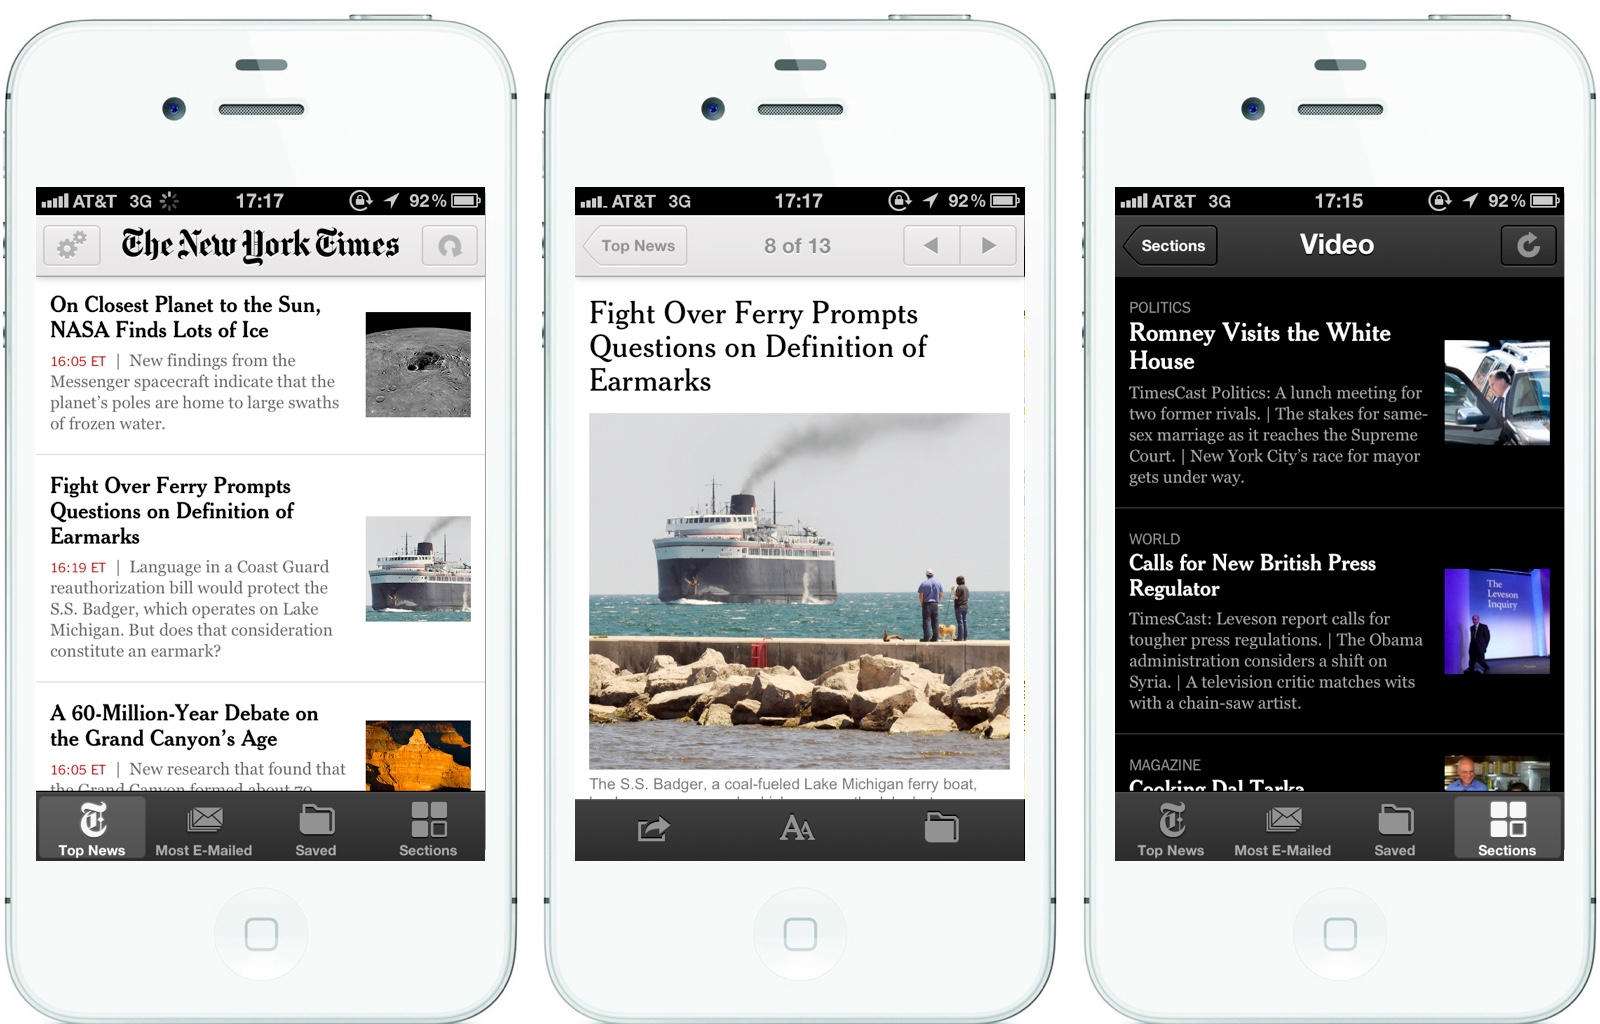 AT&T 3G 17:17 92%
The New York Times
On Closest Planet to the Sun,
NASA Finds Lots of Ice
16:05 ET | New findings from the
Messenger spacecraft indicate that the
planet's poles are home to large swaths
of frozen water.
Fight Over Ferry Prompts
Questions on Definition of
Earmarks
16:19 ET | Language in a Coast Guard
reauthorization bill would protect the
S.S. Badger, which operates on Lake
Michigan. But does that consideration
constitute an earmark?
A 60-Million-Year Debate on
the Grand Canyon's Age
16:05 ET | New research that found that
the Grand Canyon formed about 70
T
Top News Most E-Mailed Saved Sections
AT&T 3G 17:17 92%
Top News 8 of 13
Fight Over Ferry Prompts
Questions on Definition of
Earmarks
The S.S. Badger, a coal-fueled Lake Michigan ferry boat,
AA
AT&T 3G 17:15 92%
Sections Video
POLITICS
Romney Visits the White
House
TimesCast Politics: A lunch meeting for
two former rivals. | The stakes for same-
sex marriage as it reaches the Supreme
Court. | New York City's race for mayor
gets under way.
WORLD
Calls for New British Press
Regulator
TimesCast: Leveson report calls for
tougher press regulations. | The Obama
administration considers a shift on
Syria. | A television critic matches wits
with a chain-saw artist.
The
Leveson
Inquiry
MAGAZINE
Cooking Dal Tarka
T
Top News Most E-Mailed Saved Sections